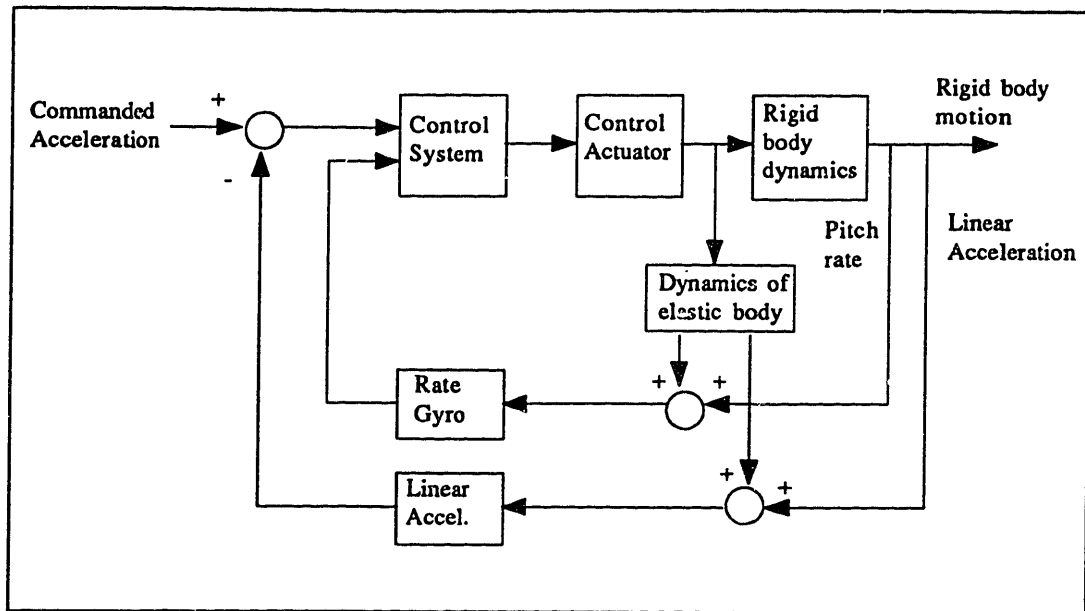 Commanded
Acceleration
+
-
Control
System
Control
Actuator
Rigid
body
dynamics
Rigid body
motion
Pitch
rate
Linear
Acceleration
Dynamics of
elastic body
+
+
Rate
Gyro
+
+
Linear
Accel.